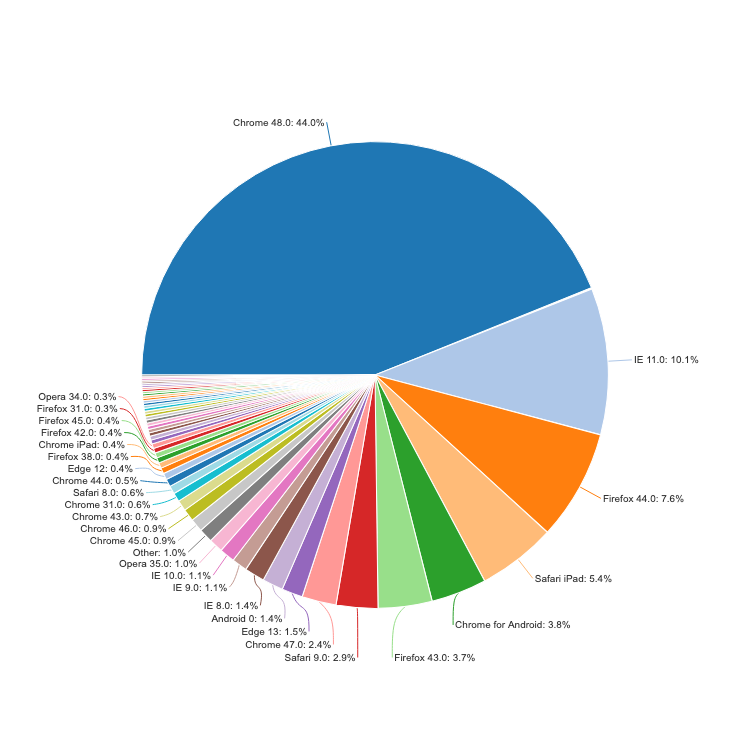 Chrome 48.0: 44.0%
IE 11.0: 10.1%
Firefox 44.0: 7.6%
Safari iPad: 5.4%
Chrome for Android: 3.8%
Firefox 43.0: 3.7%
Safari 9.0: 2.9%
Chrome 47.0: 2.4%
Edge 13: 1.5%
Android 0: 1.4%
IE 8.0: 1.4%
IE 9.0: 1.1%
IE 10.0: 1.1%
Opera 35.0: 1.0%
Other: 1.0%
Chrome 45.0: 0.9%
Chrome 46.0: 0.9%
Chrome 43.0: 0.7%
Chrome 31.0: 0.6%
Safari 8.0: 0.6%
Chrome 44.0: 0.5%
Edge 12: 0.4%
Firefox 38.0: 0.4%
Chrome iPad: 0.4%
Firefox 42.0: 0.4%
Firefox 45.0: 0.4%
Firefox 31.0: 0.3%
Opera 34.0: 0.3%